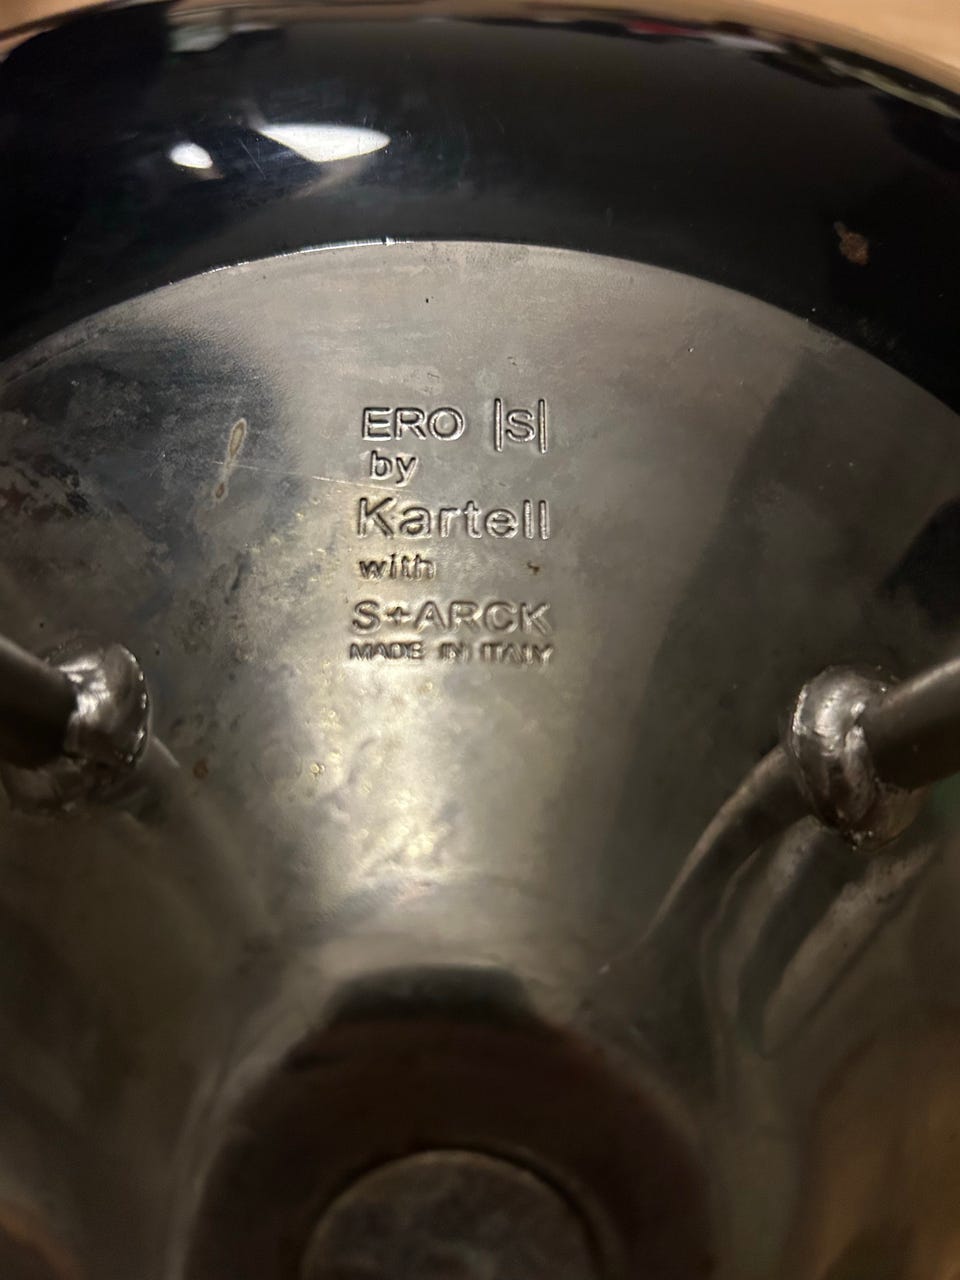 ERO |S|
by
Kartell
with
S+ARCK
MADE IN ITALY